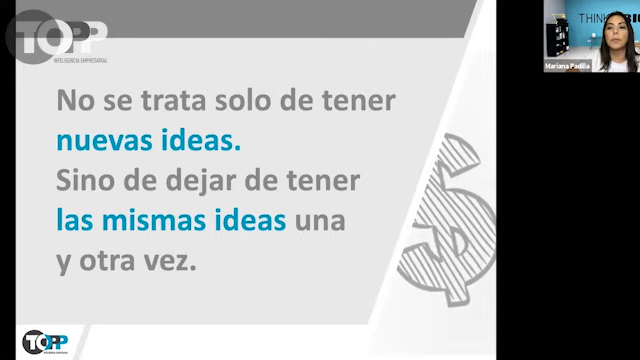 TOPP
INTELIGENCIA EMPRESARIAL
No se trata solo de tener
nuevas ideas.
Sino de dejar de tener
las mismas ideas una
y otra vez.
Mariana Padilla
TOPP